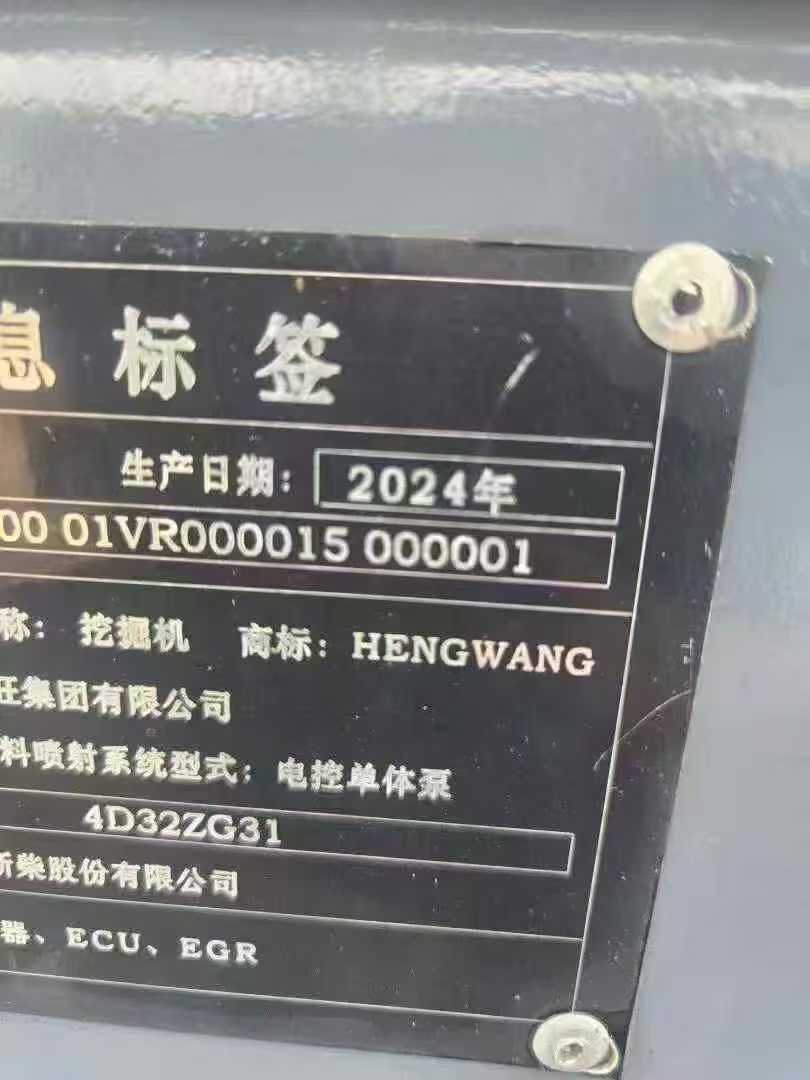 息标签
生产日期： 2024年
00 01VR000015 000001
称： 挖掘机 商标：HENGWANG
旺集团有限公司
料喷射系统型式：电控单体泵
4D32ZG31
新柴股份有限公司
器、ECU、EGR